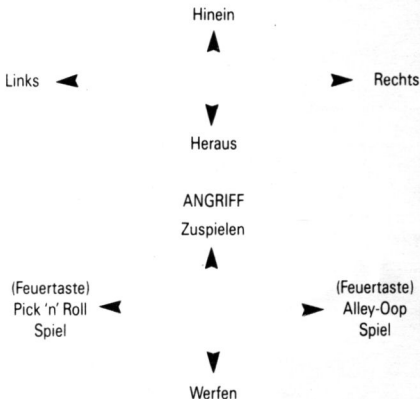 Hinein
Links
Rechts
Heraus
ANGRIFF
Zuspielen
(Feuertaste)
Pick 'n' Roll
Spiel
(Feuertaste)
Alley-Oop
Spiel
Werfen